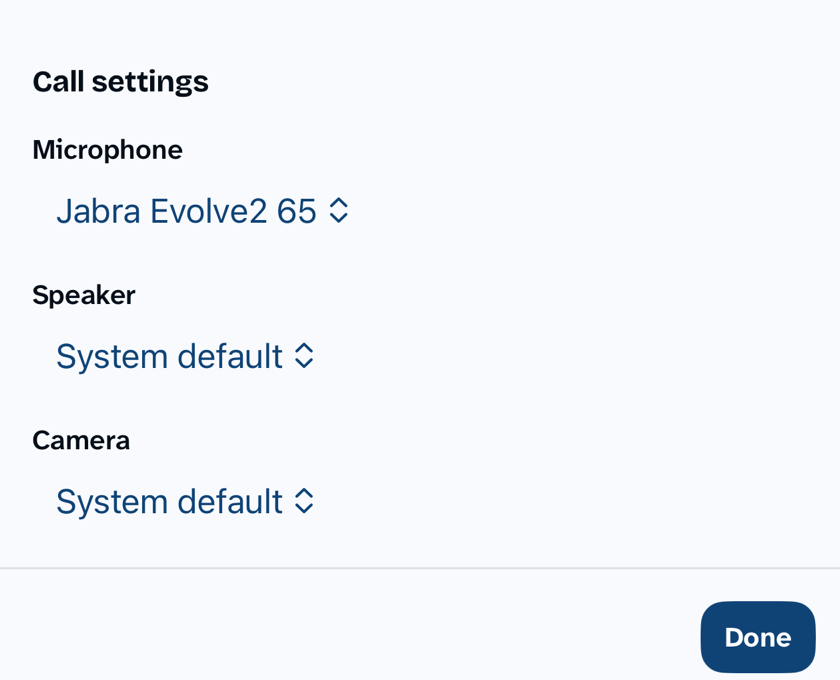 Call settings
Microphone
Jabra Evolve2 65
Speaker
System default
Camera
System default
Done